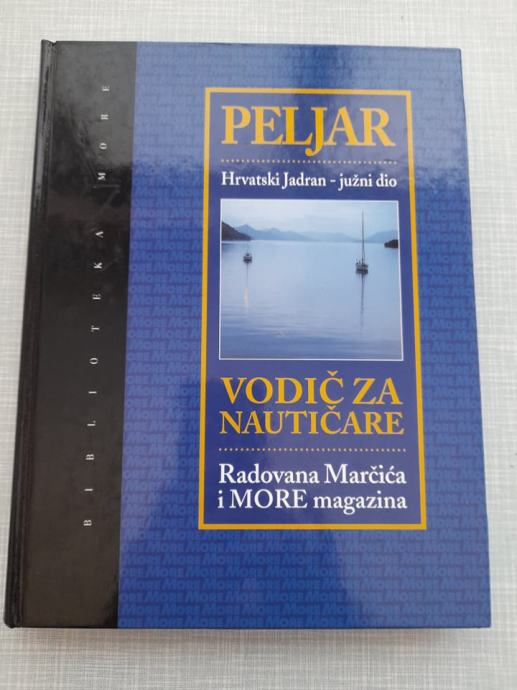 PELJAR
Hrvatski Jadran - južni dio
VODIČ ZA
NAUTIČARE
Radovana Marčića
i MORE magazina
BIBLIOTEKA MORE